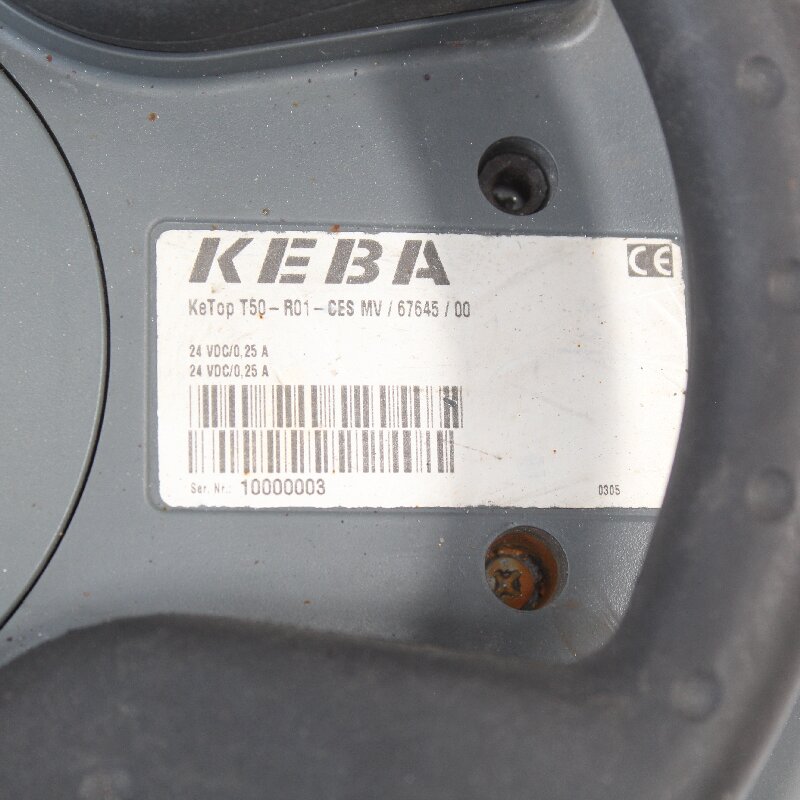 KEBA
CE
KeTop T50-R01-CES MV / 67645 / 00
24 VDC/0,25 A
24 VDC/0,25 A
Ser. Nr.: 10000003
0305